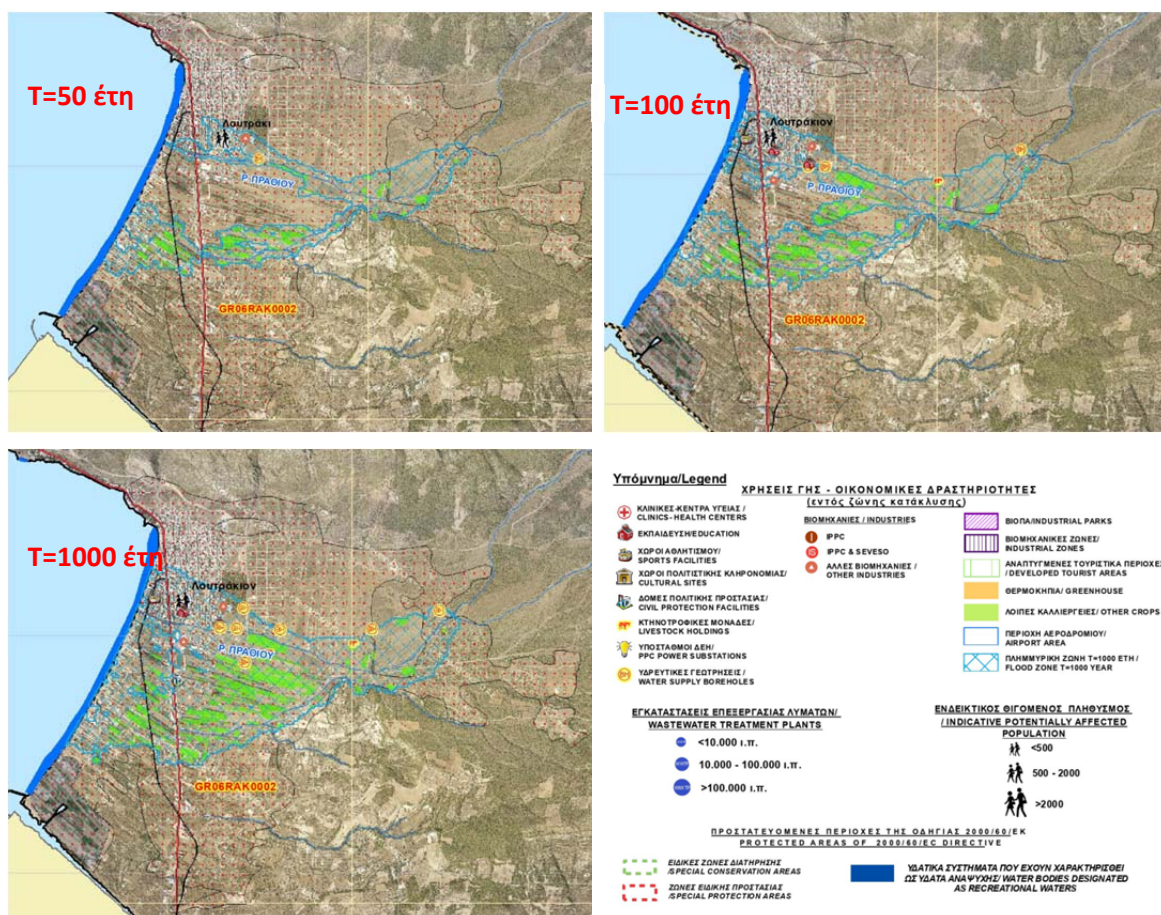 T=50 έτη
Λουτράκι
Ρ. ΠΡΑΘΙΟΥ
GR06RAK0002
T=100 έτη
Λουτράκιον
Ρ. ΠΡΑΘΙΟΥ
GR06RAK0002
T=1000 έτη
Λουτράκιον
Ρ. ΠΡΑΘΙΟΥ
GR06RAK0002
Υπόμνημα/Legend
ΧΡΗΣΕΙΣ ΓΗΣ - ΟΙΚΟΝΟΜΙΚΕΣ ΔΡΑΣΤΗΡΙΟΤΗΤΕΣ
(εντός ζώνης κατάκλυσης)
ΚΛΙΝΙΚΕΣ-ΚΕΝΤΡΑ ΥΓΕΙΑΣ /
CLINICS- HEALTH CENTERS
ΕΚΠΑΙΔΕΥΣΗ/EDUCATION
ΧΩΡΟΙ ΑΘΛΗΤΙΣΜΟΥ/
SPORTS FACILITIES
ΧΩΡΟΙ ΠΟΛΙΤΙΣΤΙΚΗΣ ΚΛΗΡΟΝΟΜΙΑΣ/
CULTURAL SITES
ΔΟΜΕΣ ΠΟΛΙΤΙΚΗΣ ΠΡΟΣΤΑΣΙΑΣ/
CIVIL PROTECTION FACILITIES
ΚΤΗΝΟΤΡΟΦΙΚΕΣ ΜΟΝΑΔΕΣ/
LIVESTOCK HOLDINGS
ΥΠΟΣΤΑΘΜΟΙ ΔΕΗ/
PPC POWER SUBSTATIONS
ΥΔΡΕΥΤΙΚΕΣ ΓΕΩΤΡΗΣΕΙΣ /
WATER SUPPLY BOREHOLES
ΒΙΟΜΗΧΑΝΙΕΣ / INDUSTRIES
IPPC
IPPC & SEVESO
ΑΛΛΕΣ ΒΙΟΜΗΧΑΝΙΕΣ /
OTHER INDUSTRIES
ΒΙΟΠΑ/INDUSTRIAL PARKS
ΒΙΟΜΗΧΑΝΙΚΕΣ ΖΩΝΕΣ/
INDUSTRIAL ZONES
ΑΝΑΠΤΥΓΜΕΝΕΣ ΤΟΥΡΙΣΤΙΚΑ ΠΕΡΙΟΧΕΣ
/ DEVELOPED TOURIST AREAS
ΘΕΡΜΟΚΗΠΙΑ/ GREENHOUSE
ΛΟΙΠΕΣ ΚΑΛΛΙΕΡΓΕΙΕΣ/ OTHER CROPS
ΠΕΡΙΟΧΗ ΑΕΡΟΔΡΟΜΙΟΥ/
AIRPORT AREA
ΠΛΗΜΜΥΡΙΚΗ ΖΩΝΗ Τ=1000 ΕΤΗ /
FLOOD ZONE T=1000 YEAR
ΕΓΚΑΤΑΣΤΑΣΕΙΣ ΕΠΕΞΕΡΓΑΣΙΑΣ ΛΥΜΑΤΩΝ/
WASTEWATER TREATMENT PLANTS
<10.000 ι.π.
10.000 - 100.000 ι.π.
>100.000 ι.π.
ΕΝΔΕΙΚΤΙΚΟΣ ΘΙΓΟΜΕΝΟΣ ΠΛΗΘΥΣΜΟΣ
/ INDICATIVE POTENTIALLY AFFECTED
POPULATION
<500
500 - 2000
>2000
ΠΡΟΣΤΑΤΕΥΟΜΕΝΕΣ ΠΕΡΙΟΧΕΣ ΤΗΣ ΟΔΗΓΙΑΣ 2000/60/ΕΚ
PROTECTED AREAS OF 2000/60/EC DIRECTIVE
ΕΙΔΙΚΕΣ ΖΩΝΕΣ ΔΙΑΤΗΡΗΣΗΣ
/SPECIAL CONSERVATION AREAS
ΖΩΝΕΣ ΕΙΔΙΚΗΣ ΠΡΟΣΤΑΣΙΑΣ
/ SPECIAL PROTECTION AREAS
ΥΔΑΤΙΚΑ ΣΥΣΤΗΜΑΤΑ ΠΟΥ ΕΧΟΥΝ ΧΑΡΑΚΤΗΡΙΣΘΕΙ
ΩΣ ΥΔΑΤΑ ΑΝΑΨΥΧΗΣ/ WATER BODIES DESIGNATED
AS RECREATIONAL WATERS